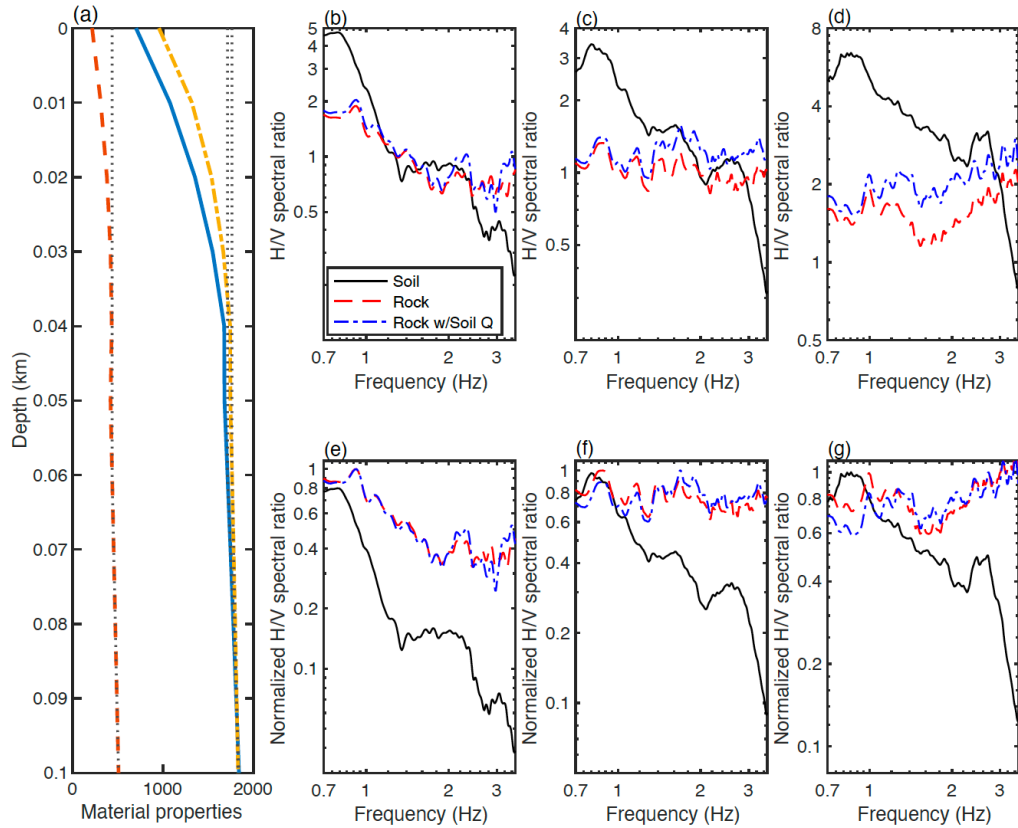 (a)
0
0.01
0.02
0.03
0.04
0.05
0.06
0.07
0.08
0.09
0.1
Depth (km)
0 1000 2000
Material properties
(b)
5
4
3
2
1
0.5
H/V spectral ratio
Soil
Rock
Rock w/Soil Q
0.7 1 2 3
Frequency (Hz)
(c)
4
3
2
1
0.5
H/V spectral ratio
0.7 1 2 3
Frequency (Hz)
(d)
8
4
2
1
0.5
H/V spectral ratio
0.7 1 2 3
Frequency (Hz)
(e)
1
0.8
0.6
0.4
0.2
0.1
Normalized H/V spectral ratio
0.7 1 2 3
Frequency (Hz)
(f)
1
0.8
0.6
0.4
0.2
0.1
Normalized H/V spectral ratio
0.7 1 2 3
Frequency (Hz)
(g)
1
0.8
0.6
0.4
0.2
0.1
Normalized H/V spectral ratio
0.7 1 2 3
Frequency (Hz)